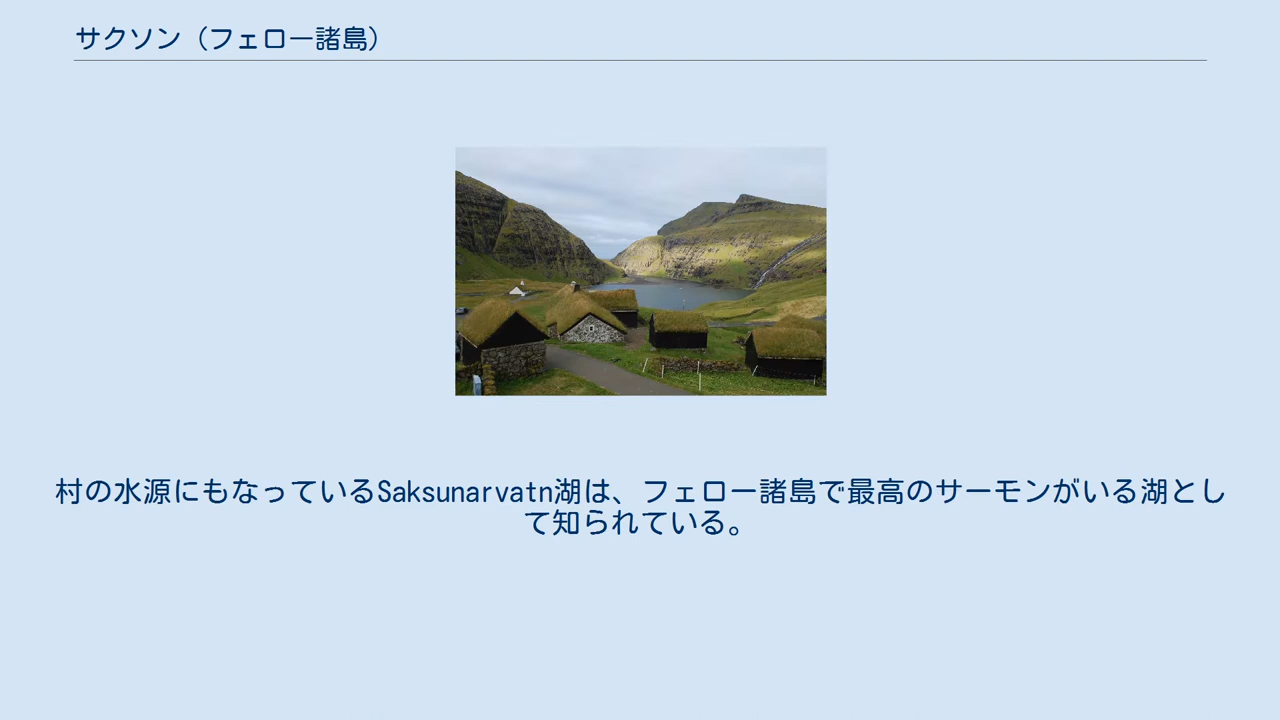 サクソン（フェロー諸島）
村の水源にもなっているSaksunarvatn湖は、フェロー諸島で最高のサーモンがいる湖とし
て知られている。